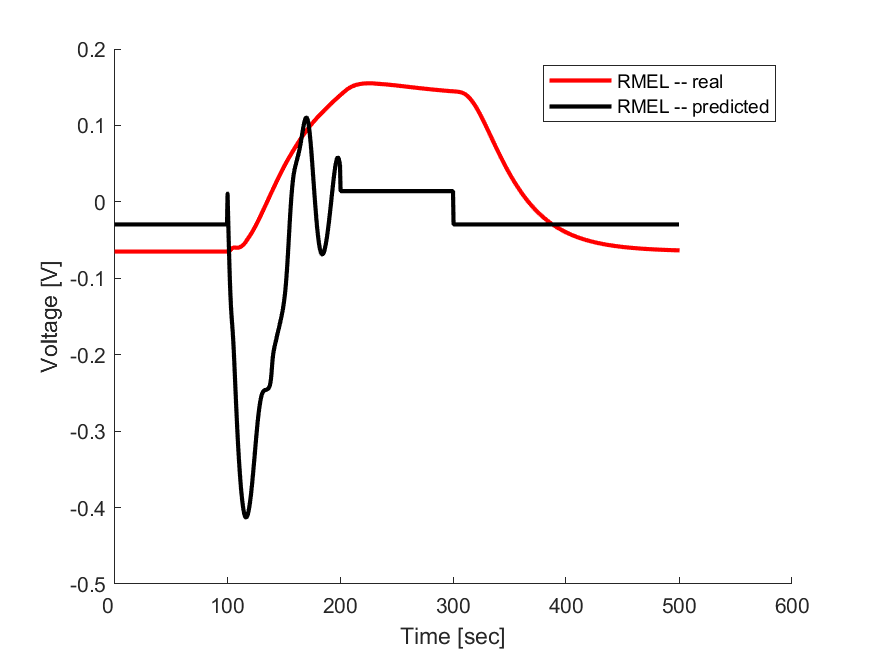 RMEL -- real
RMEL -- predicted
0.2
0.1
0
-0.1
-0.2
-0.3
-0.4
-0.5
Voltage [V]
0 100 200 300 400 500 600
Time [sec]